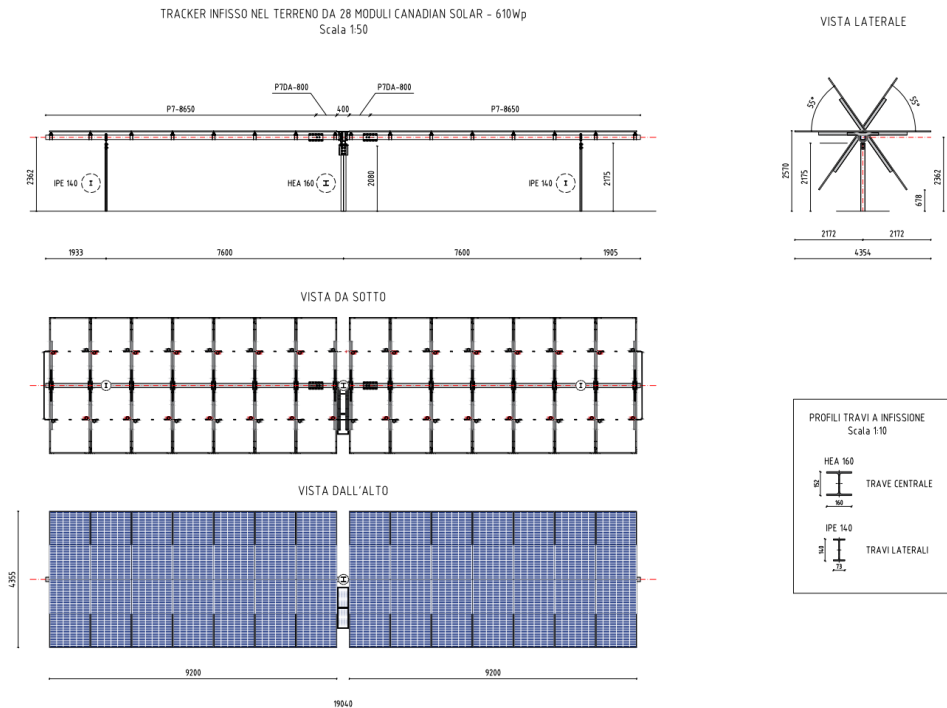 TRACKER INFISSO NEL TERRENO DA 28 MODULI CANADIAN SOLAR - 610Wp
Scala 1:50
VISTA LATERALE
P7DA-800
P7DA-800
P7-8650
400
P7-8650
2362
IPE 140
I
HEA 160
2080
IPE 140
I
2175
1933
7600
7600
1905
55°
55°
2570
2175
678
2362
2172
2172
4354
VISTA DA SOTTO
VISTA DALL'ALTO
4355
9200
9200
19040
PROFILI TRAVI A INFISSIONE
Scala 1:10
HEA 160
152
160
TRAVE CENTRALE
IPE 140
140
73
TRAVI LATERALI